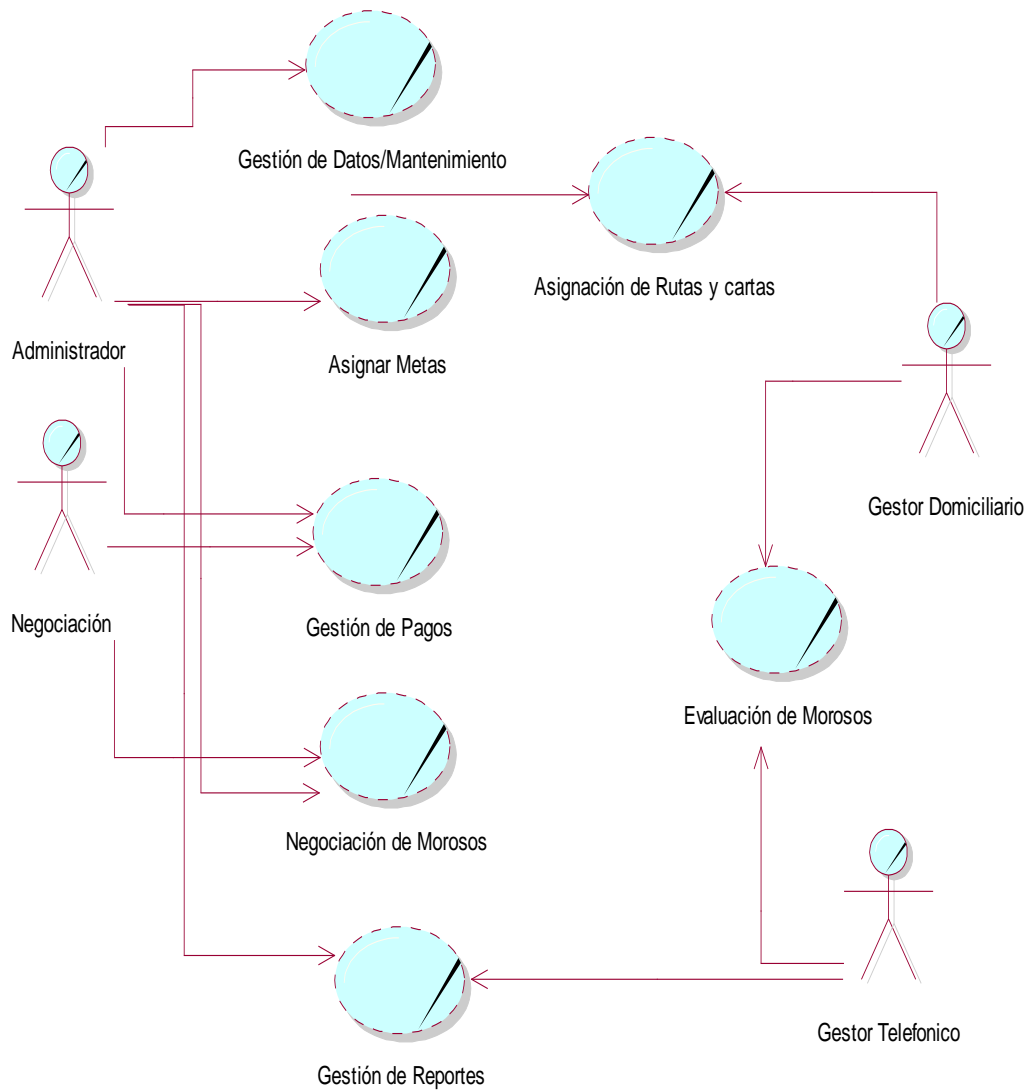 Gestión de Datos/Mantenimiento
Asignación de Rutas y cartas
Administrador
Asignar Metas
Gestor Domiciliario
Negociación
Gestión de Pagos
Evaluación de Morosos
Negociación de Morosos
Gestor Telefonico
Gestión de Reportes